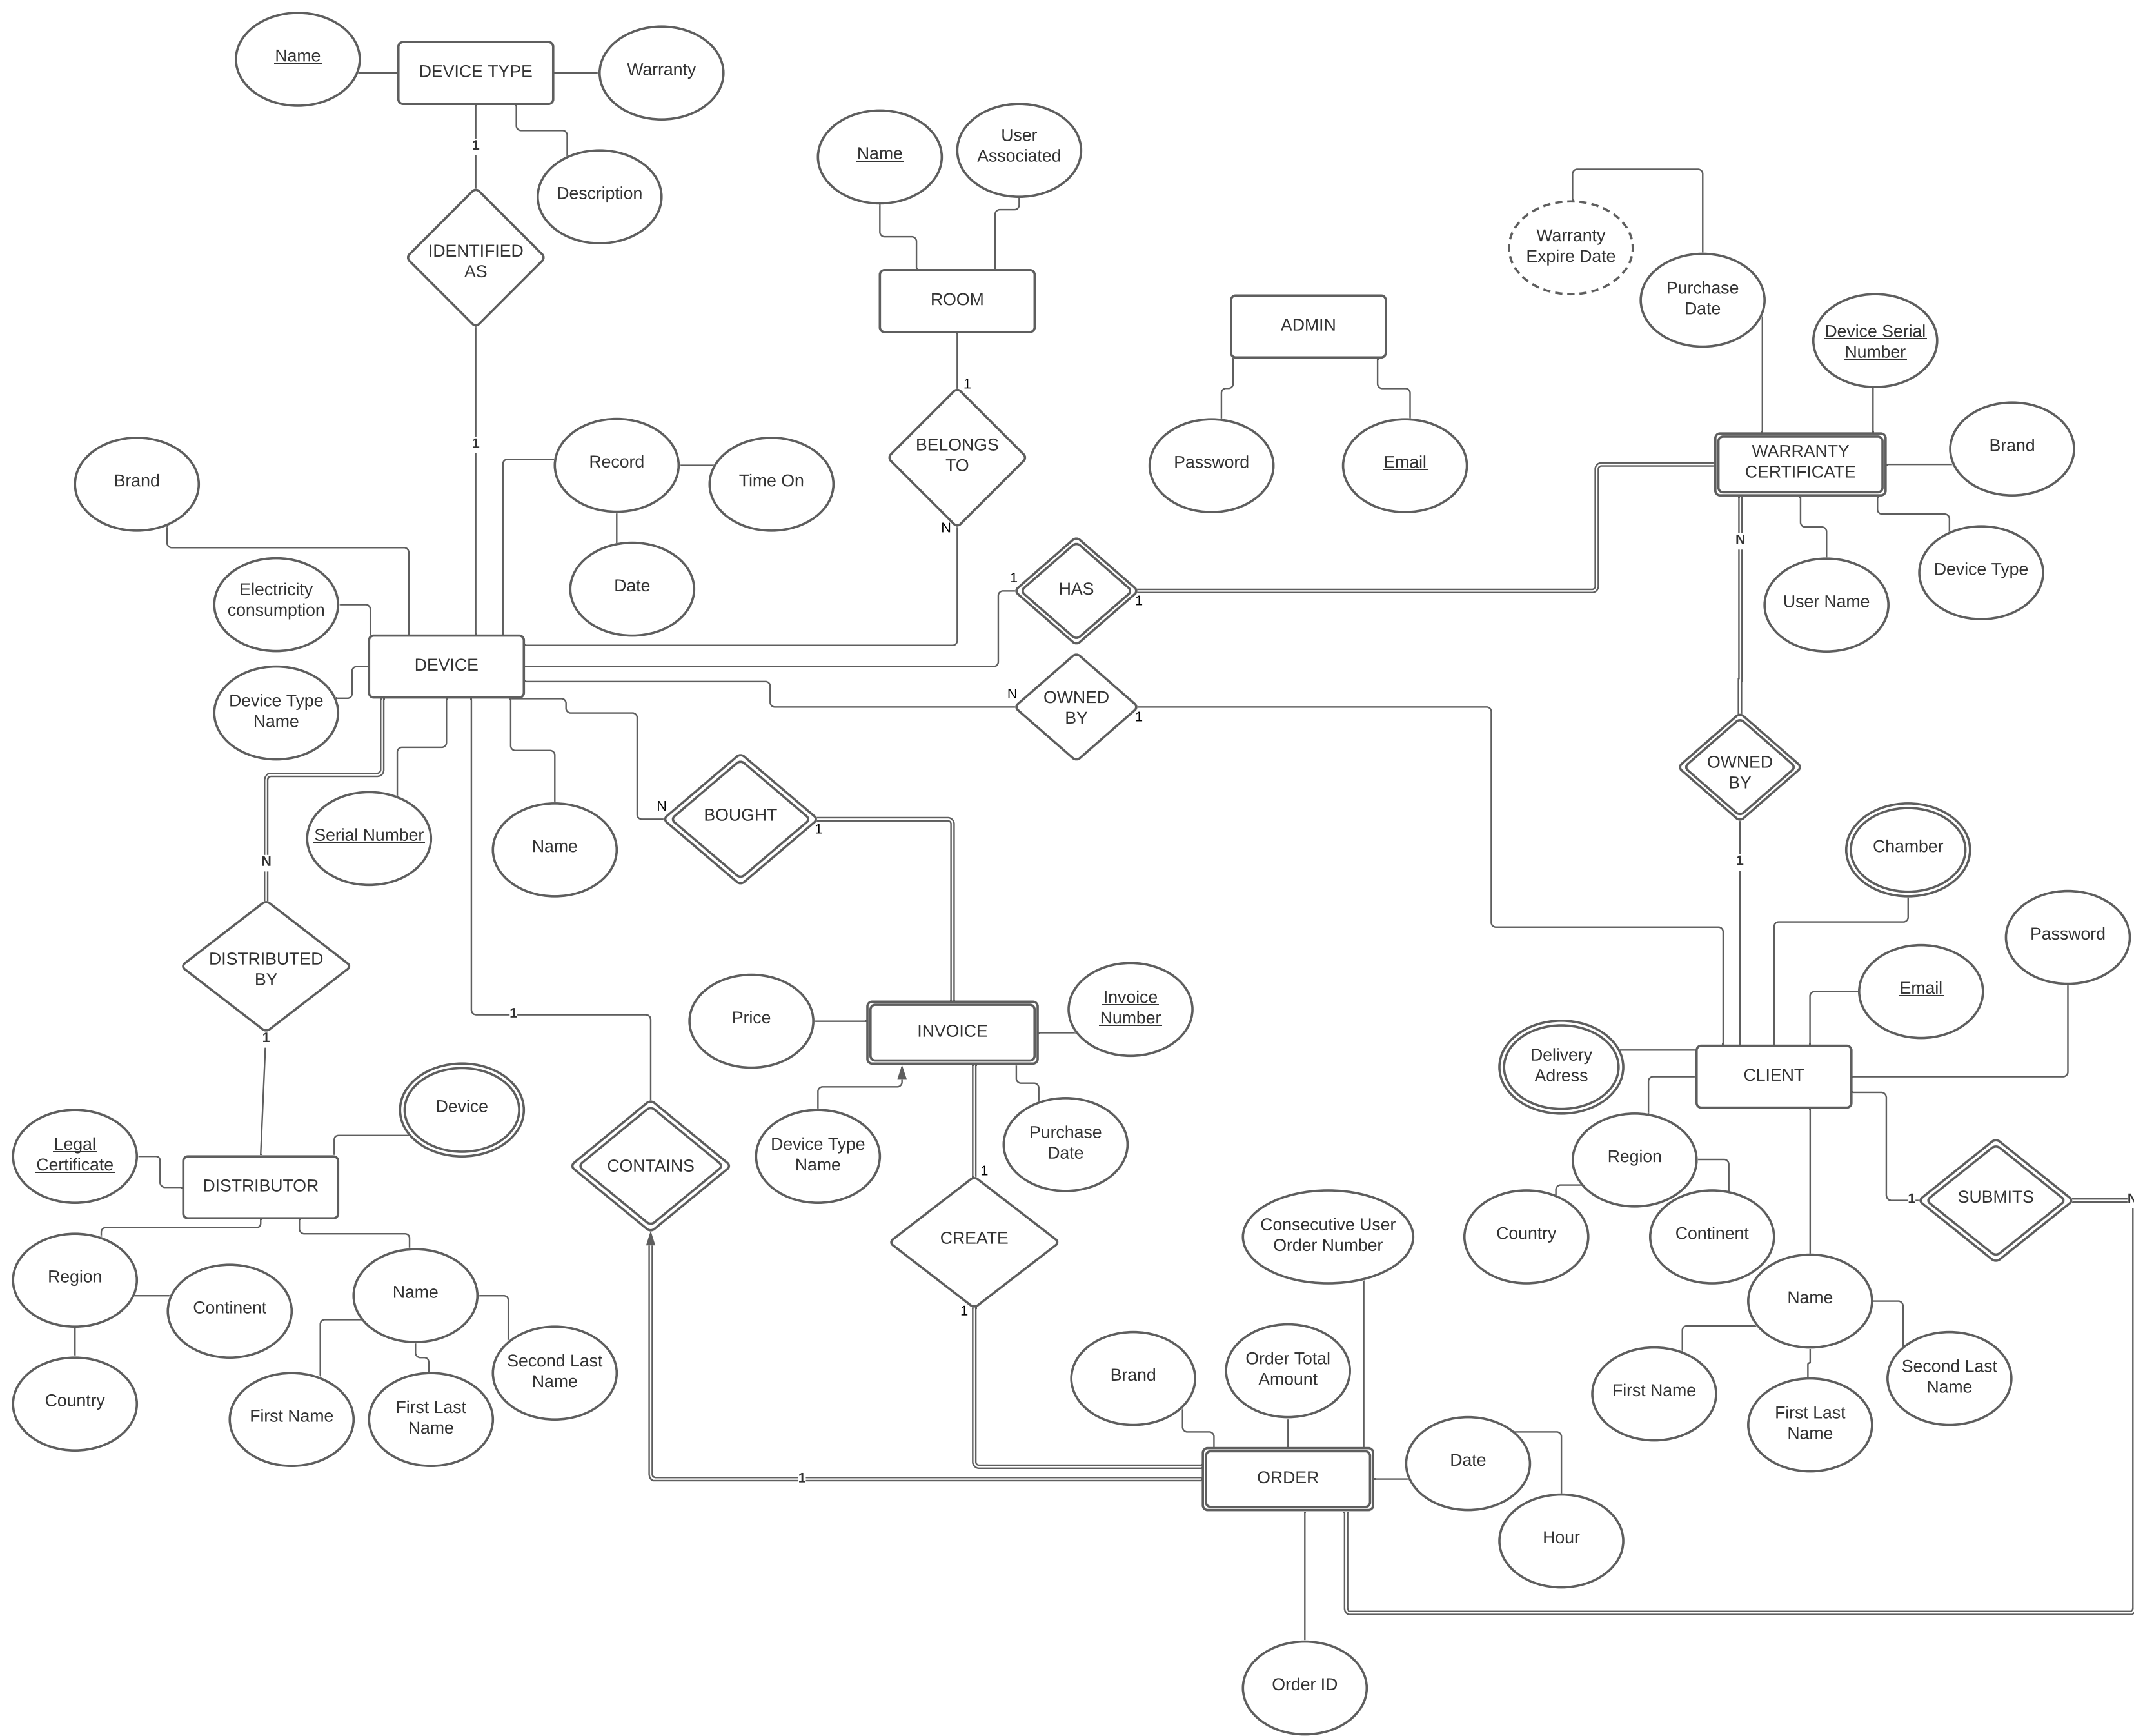 Name
DEVICE TYPE
Warranty
Description
1
IDENTIFIED
AS
1
Name
User
Associated
ROOM
1
BELONGS
TO
N
ADMIN
Password
Email
Warranty
Expire Date
Purchase
Date
Device Serial
Number
WARRANTY
CERTIFICATE
Brand
Device Type
User Name
N
Brand
Record
Time On
Date
Electricity
consumption
Device Type
Name
DEVICE
Serial Number
Name
1
HAS
1
N
OWNED
BY
1
OWNED
BY
1
N
BOUGHT
1
N
DISTRIBUTED
BY
1
1
CONTAINS
1
Price
INVOICE
Invoice
Number
Device Type
Name
Purchase
Date
1
CREATE
1
Chamber
Password
Email
Delivery
Adress
CLIENT
Region
Country
Continent
1
SUBMITS
N
Name
First Name
First Last
Name
Second Last
Name
Device
Legal
Certificate
DISTRIBUTOR
Region
Continent
Country
Name
First Name
First Last
Name
Second Last
Name
Consecutive User
Order Number
Brand
Order Total
Amount
ORDER
Date
Hour
Order ID